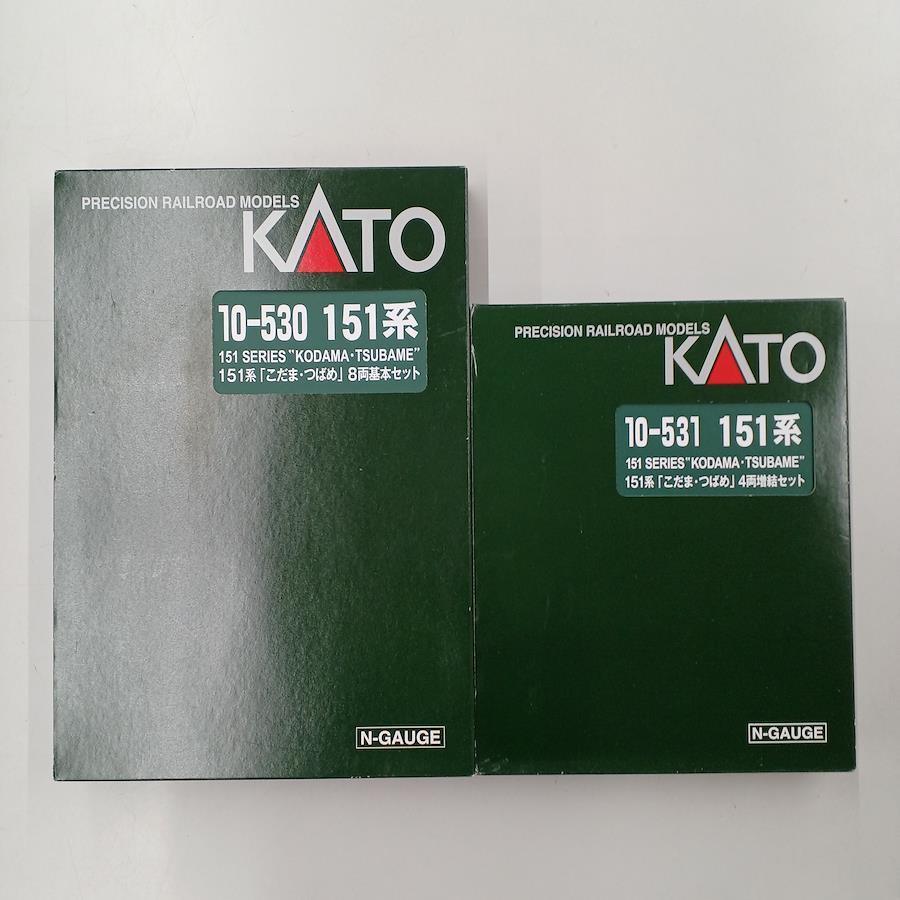 PRECISION RAILROAD MODELS
KATO
10-530 151系
151 SERIES "KODAMA・TSUBAME"
151系「こだま・つばめ」8両基本セット
N-GAUGE
PRECISION RAILROAD MODELS
KATO
10-531 151系
151 SERIES "KODAMA・TSUBAME"
151系「こだま・つばめ」4両増結セット
N-GAUGE